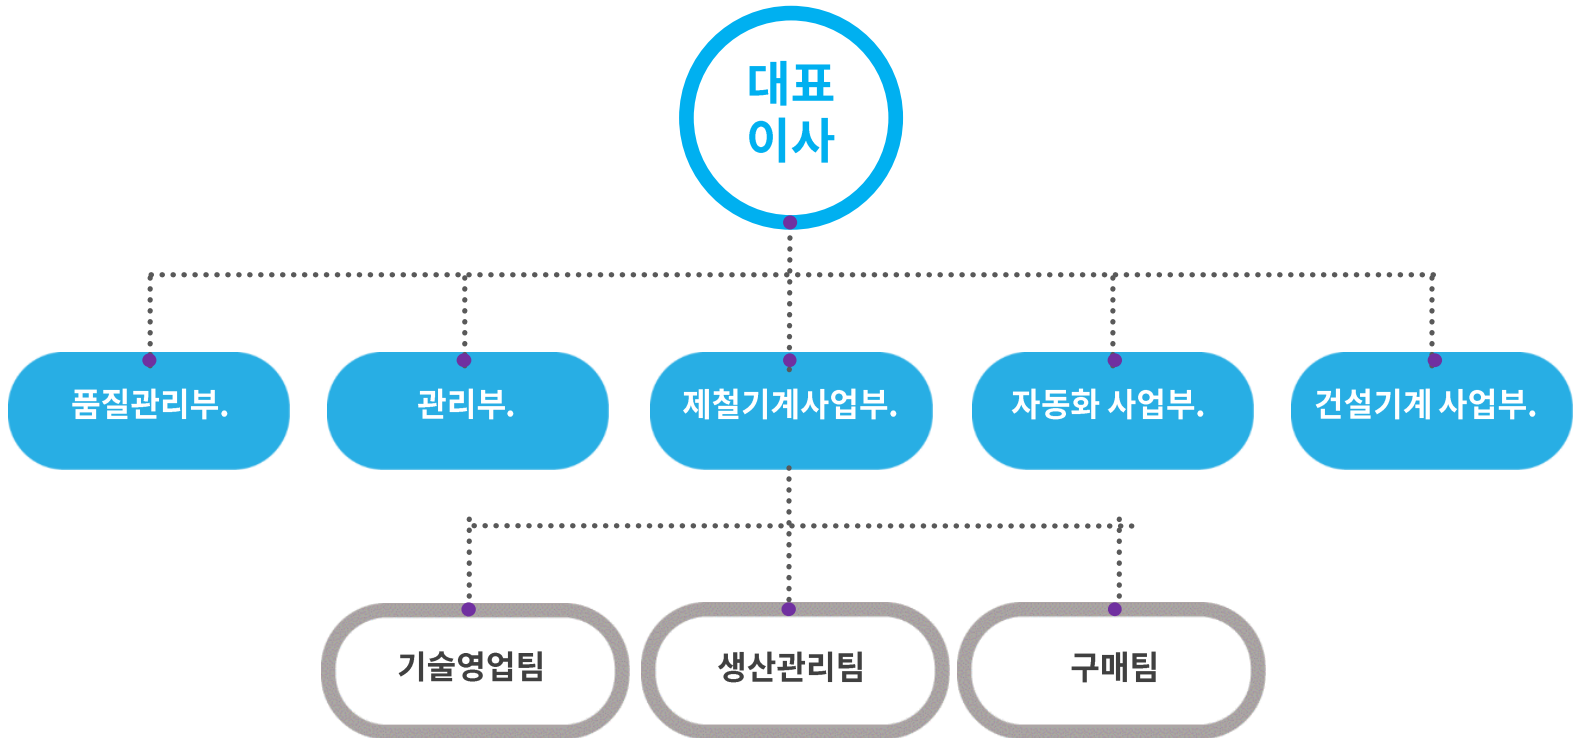 대표
이사
품질관리부.
관리부.
제철기계사업부.
자동화 사업부.
건설기계 사업부.
기술영업팀
생산관리팀
구매팀